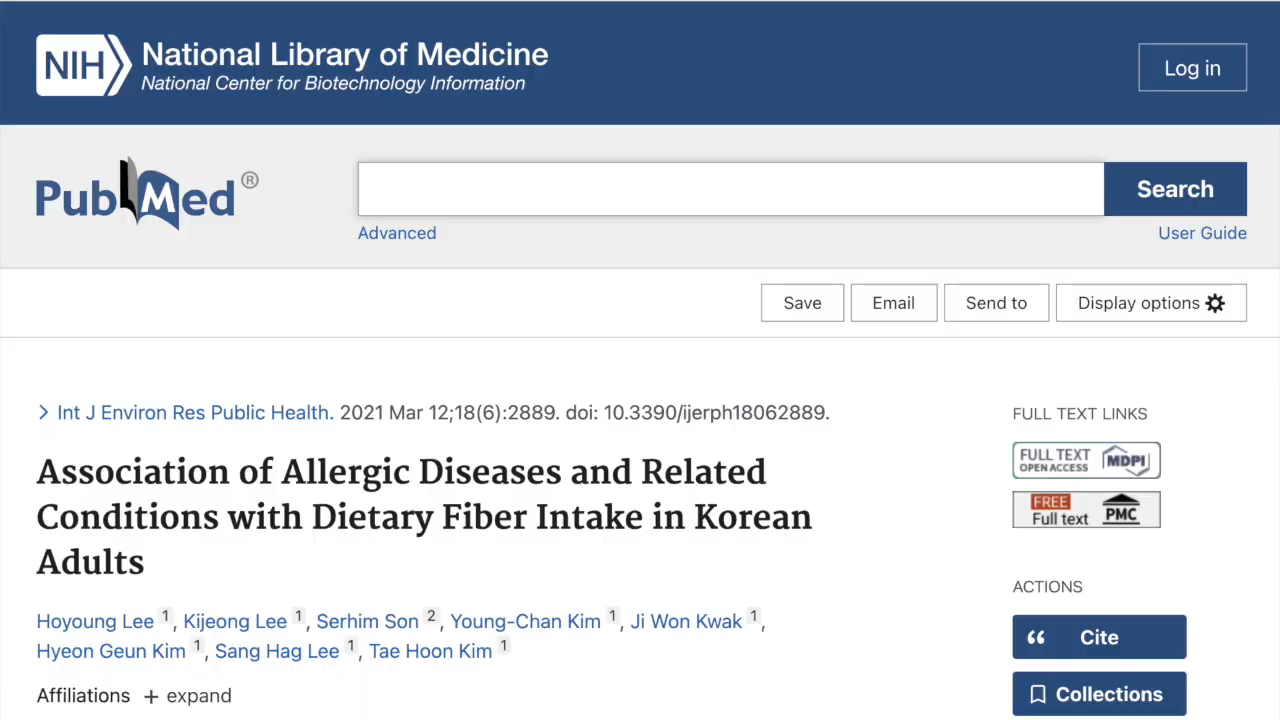 NIH
National Library of Medicine
National Center for Biotechnology Information
Log in
PubMed®
Search
Advanced
User Guide
Save
Email
Send to
Display options
Int J Environ Res Public Health. 2021 Mar 12;18(6):2889. doi: 10.3390/ijerph18062889.
Association of Allergic Diseases and Related
Conditions with Dietary Fiber Intake in Korean
Adults
Hoyoung Lee 1, Kijeong Lee 1, Serhim Son 2, Young-Chan Kim 1, Ji Won Kwak 1,
Hyeon Geun Kim 1, Sang Hag Lee 1, Tae Hoon Kim 1
Affiliations + expand
FULL TEXT LINKS
FULL TEXT
OPEN ACCESS
MDPI
FREE
Full text
PMC
ACTIONS
Cite
Collections